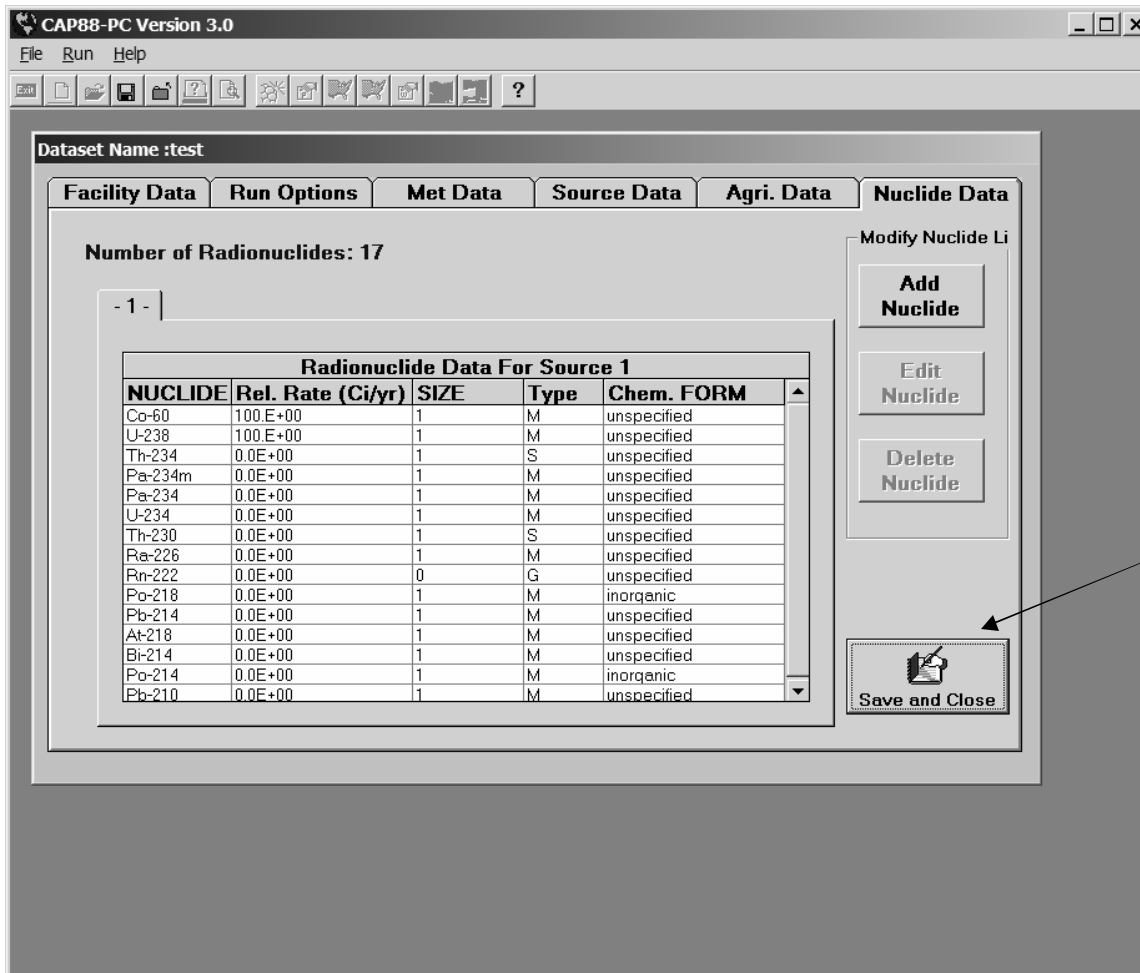 CAP88-PC Version 3.0
File Run Help
Exit ? ?
Dataset Name :test
Facility Data Run Options Met Data Source Data Agri. Data Nuclide Data
Number of Radionuclides: 17
Modify Nuclide Li
Add
Nuclide
Edit
Nuclide
Delete
Nuclide
- 1 -
Radionuclide Data For Source 1
NUCLIDE Rel. Rate (Ci/yr) SIZE Type Chem. FORM
Co-60 100.E+00 1 M unspecified
U-238 100.E+00 1 M unspecified
Th-234 0.0E+00 1 S unspecified
Pa-234m 0.0E+00 1 M unspecified
Pa-234 0.0E+00 1 M unspecified
U-234 0.0E+00 1 M unspecified
Th-230 0.0E+00 1 S unspecified
Ra-226 0.0E+00 1 M unspecified
Rn-222 0.0E+00 0 G unspecified
Po-218 0.0E+00 1 M inorganic
Pb-214 0.0E+00 1 M unspecified
At-218 0.0E+00 1 M unspecified
Bi-214 0.0E+00 1 M unspecified
Po-214 0.0E+00 1 M inorganic
Pb-210 0.0E+00 1 M unspecified
Save and Close